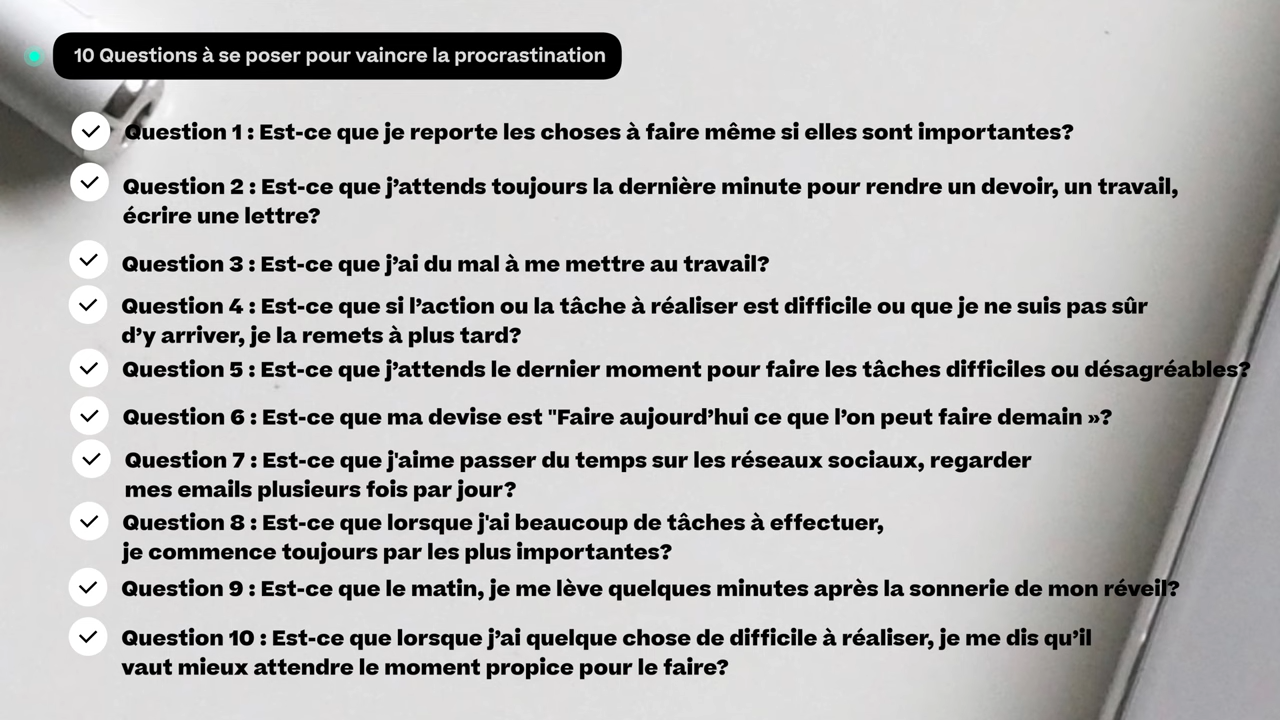 10 Questions à se poser pour vaincre la procrastination
Question 1 : Est-ce que je reporte les choses à faire même si elles sont importantes?
Question 2 : Est-ce que j’attends toujours la dernière minute pour rendre un devoir, un travail,
écrire une lettre?
Question 3 : Est-ce que j’ai du mal à me mettre au travail?
Question 4 : Est-ce que si l’action ou la tâche à réaliser est difficile ou que je ne suis pas sûr
d’y arriver, je la remets à plus tard?
Question 5 : Est-ce que j’attends le dernier moment pour faire les tâches difficiles ou désagréables?
Question 6 : Est-ce que ma devise est "Faire aujourd’hui ce que l’on peut faire demain »?
Question 7 : Est-ce que j'aime passer du temps sur les réseaux sociaux, regarder
mes emails plusieurs fois par jour?
Question 8 : Est-ce que lorsque j'ai beaucoup de tâches à effectuer,
je commence toujours par les plus importantes?
Question 9 : Est-ce que le matin, je me lève quelques minutes après la sonnerie de mon réveil?
Question 10 : Est-ce que lorsque j’ai quelque chose de difficile à réaliser, je me dis qu’il
vaut mieux attendre le moment propice pour le faire?